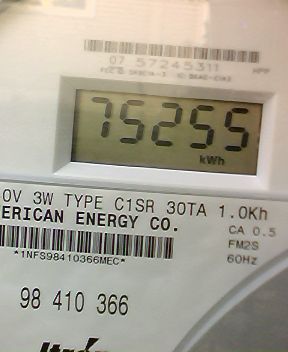 07 57245311
75255
kWh
0V 3W TYPE C1SR 30TA 1.0Kh
ERICAN ENERGY CO.
CA 0.5
FM2S
60Hz
*1NFS98410366MEC*
98 410 366
Itron